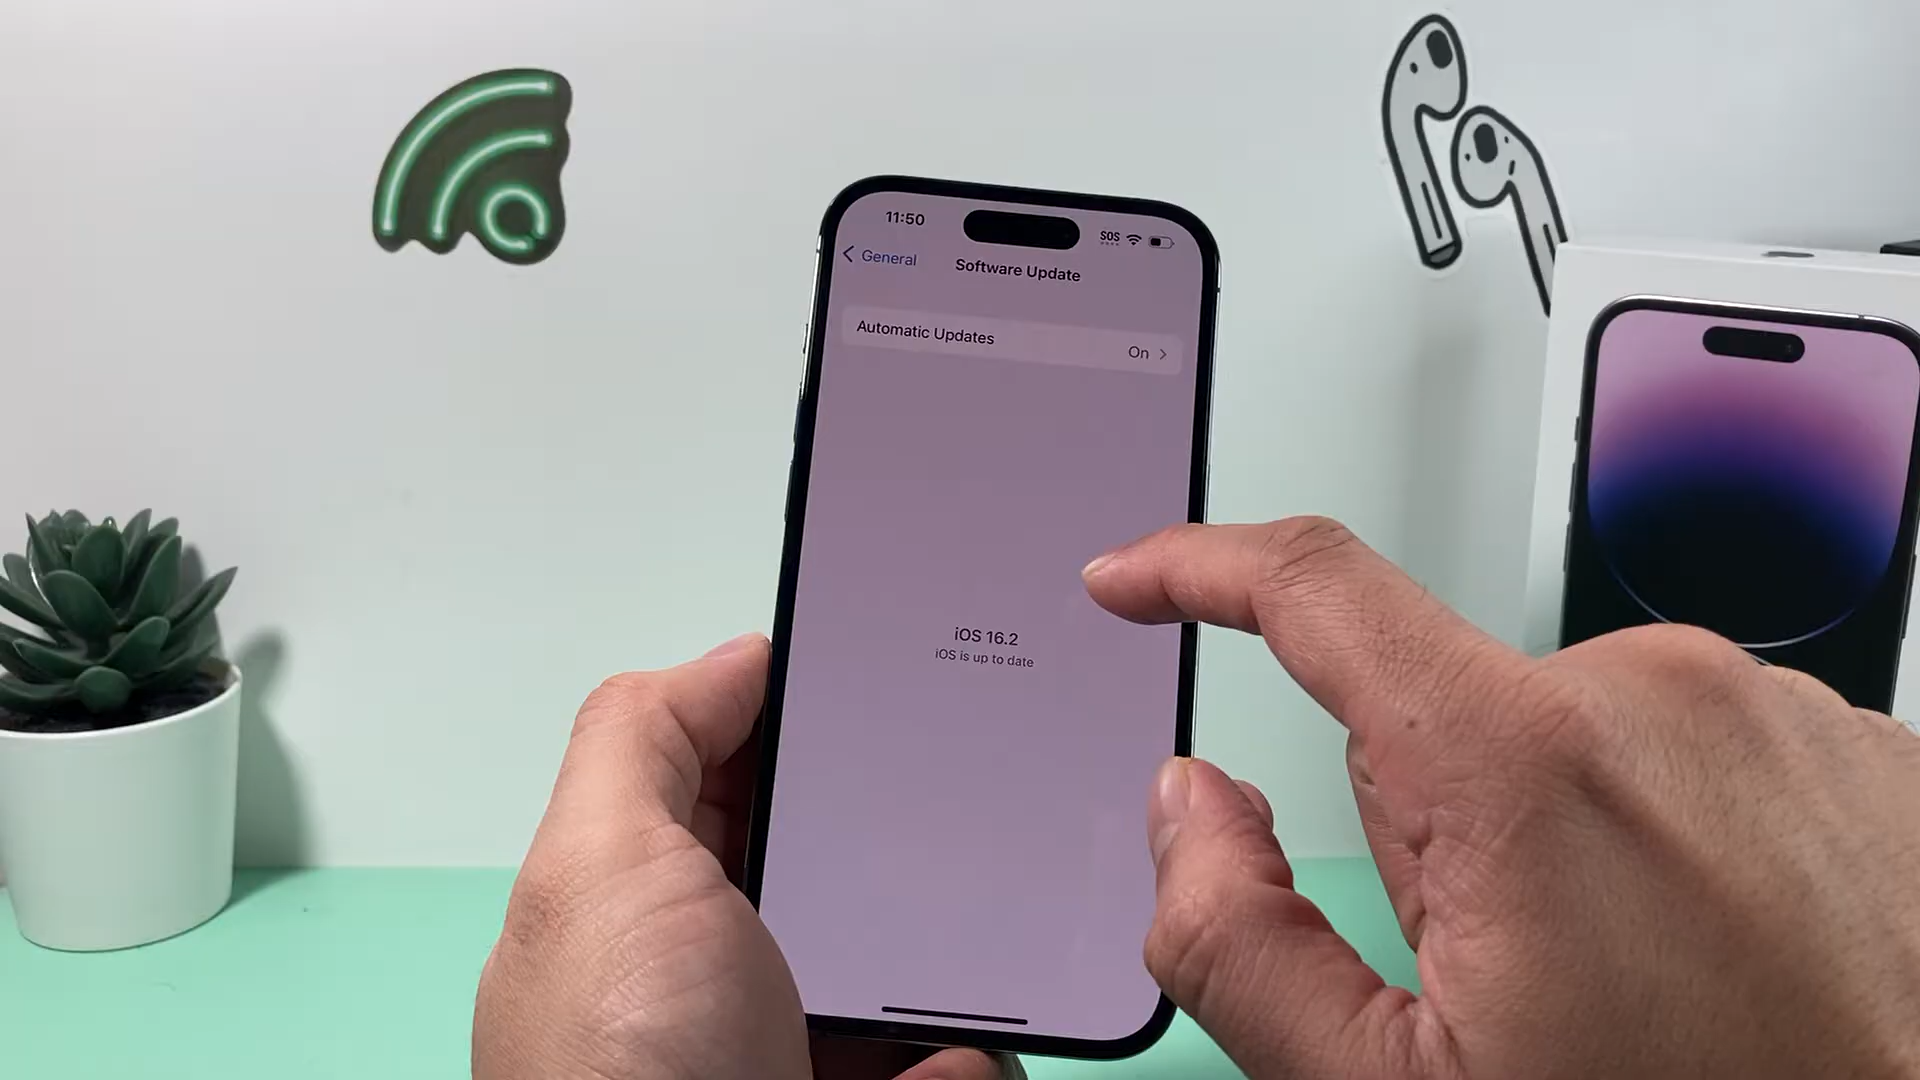 11:50
SOS
General
Software Update
Automatic Updates
On
iOS 16.2
iOS is up to date